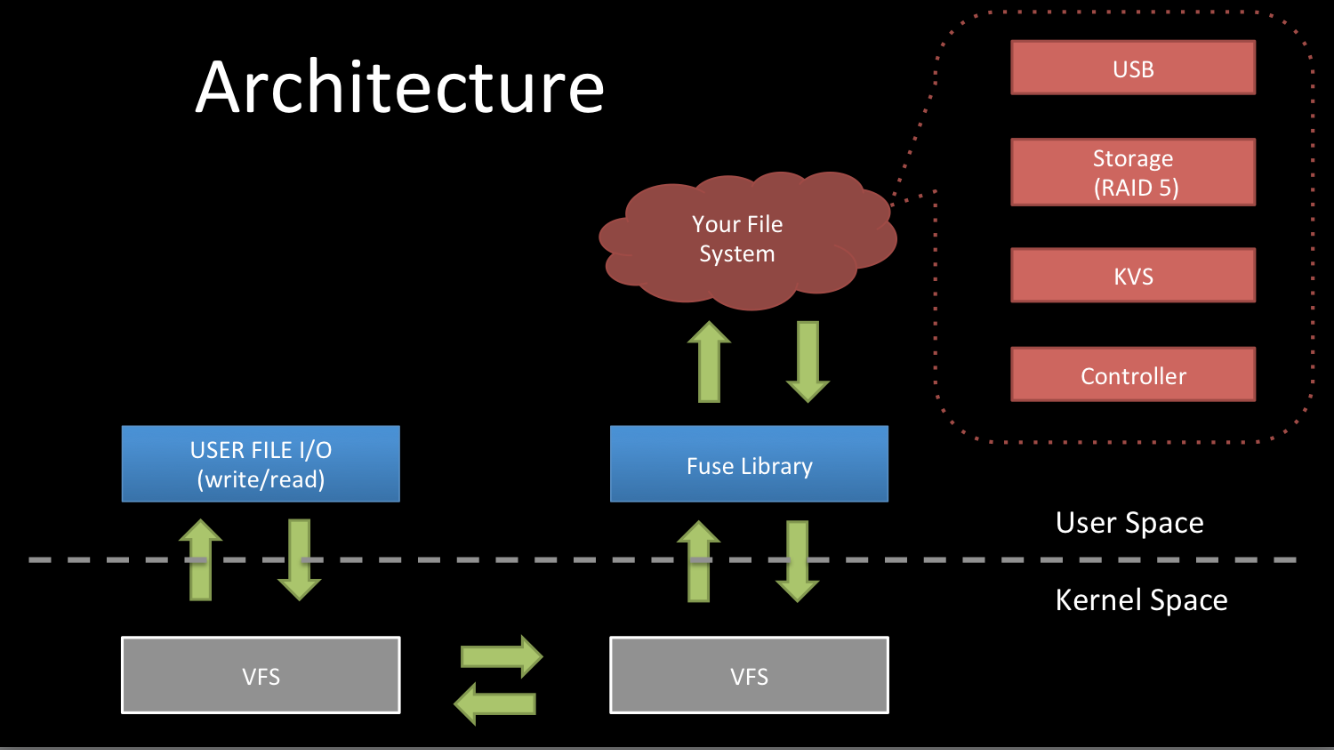 Architecture
USB
Storage
(RAID 5)
KVS
Controller
Your File
System
USER FILE I/O
(write/read)
Fuse Library
User Space
Kernel Space
VFS
VFS